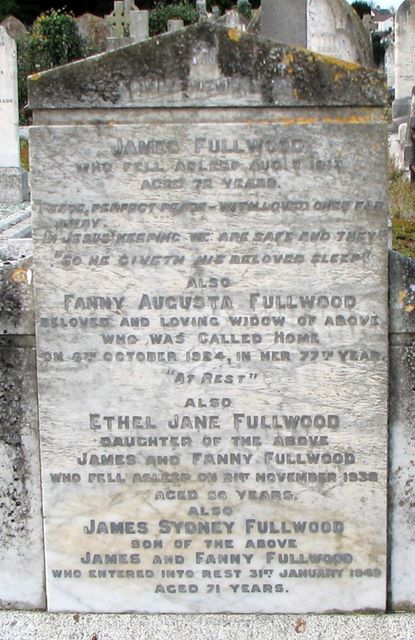 JAMES FULLWOOD
WHO FELL ASLEEP AUG
AGED 72 YEARS.
PEACE, PERFECT PEACE - WITH LOVED ONES FAR
AWAY
IN JESUS' KEEPING WE ARE SAFE AND THEY
"SO HE GIVETH HIS BELOVED SLEEP"
ALSO
FANNY AUGUSTA FULLWOOD
BELOVED AND LOVING WIDOW OF ABOVE
WHO WAS CALLED HOME
ON 4TH OCTOBER 1924, IN HER 77TH YEAR.
"AT REST"
ALSO
ETHEL JANE FULLWOOD
DAUGHTER OF THE ABOVE
JAMES AND FANNY FULLWOOD
WHO FELL ASLEEP ON 21ST NOVEMBER 1938
AGED 56 YEARS.
ALSO
JAMES SYDNEY FULLWOOD
SON OF THE ABOVE
JAMES AND FANNY FULLWOOD
WHO ENTERED INTO REST 31ST JANUARY 1949
AGED 71 YEARS.